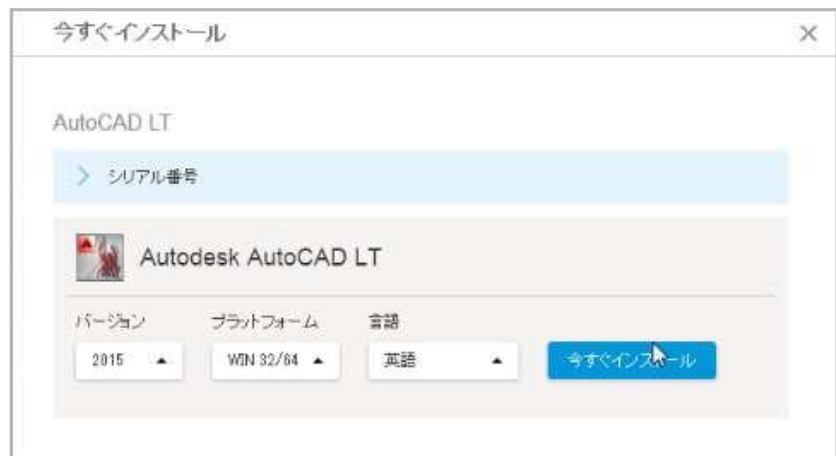 今すぐインストール
AutoCAD LT
シリアル番号
Autodesk AutoCAD LT
バージョン プラットフォーム 言語
2015 WIN 32/64 英語 今すぐインストール